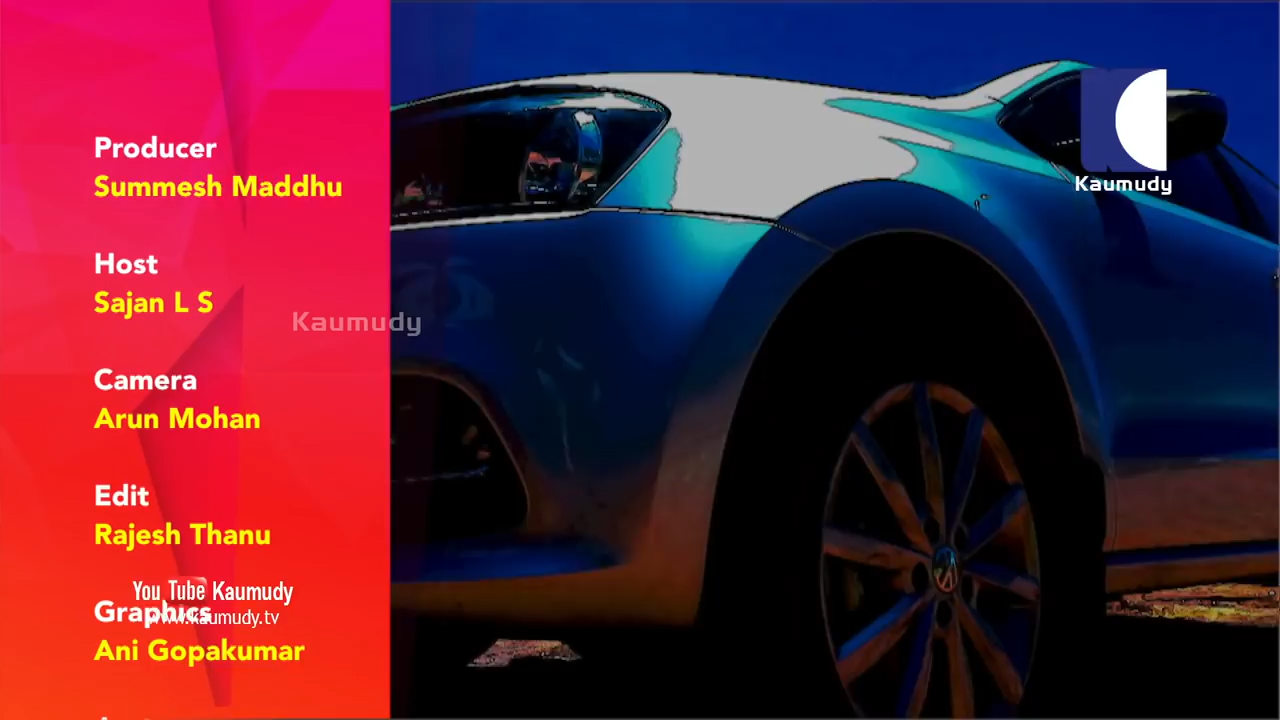 Producer
Summesh Maddhu
Host
Sajan L S
Camera
Arun Mohan
Edit
Rajesh Thanu
Graphics
Ani Gopakumar
You Tube Kaumudy
www.kaumudy.tv
Kaumudy
Kaumudy